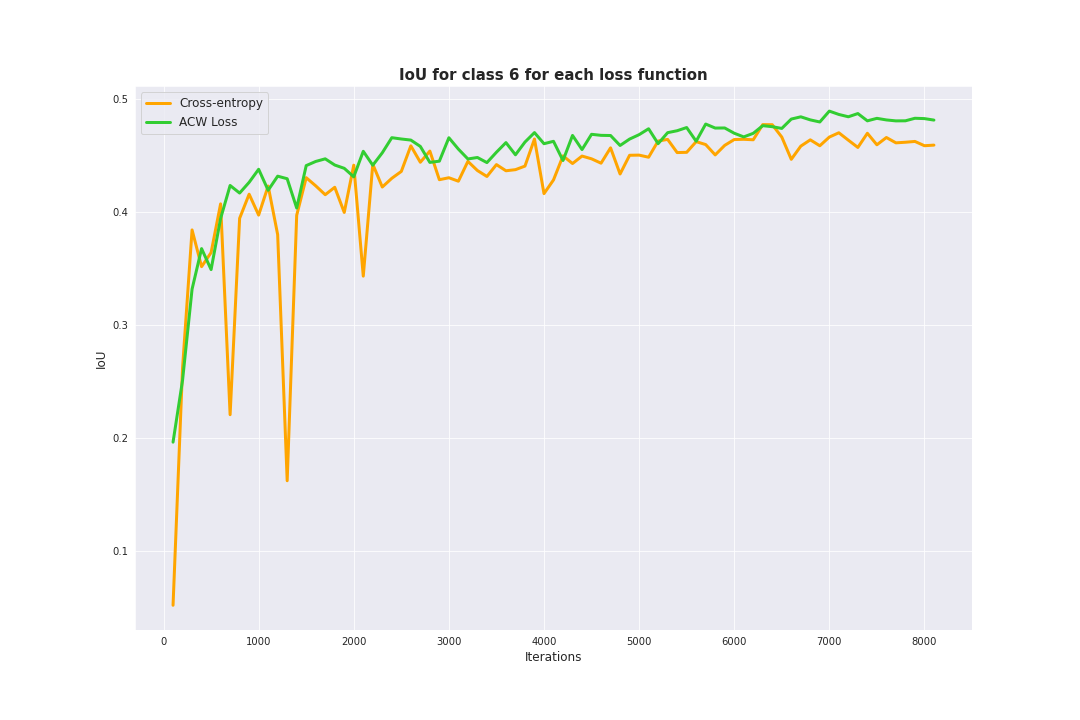 IoU for class 6 for each loss function
Cross-entropy
ACW Loss
0.5
0.4
0.3
0.2
0.1
IoU
0 1000 2000 3000 4000 5000 6000 7000 8000
Iterations